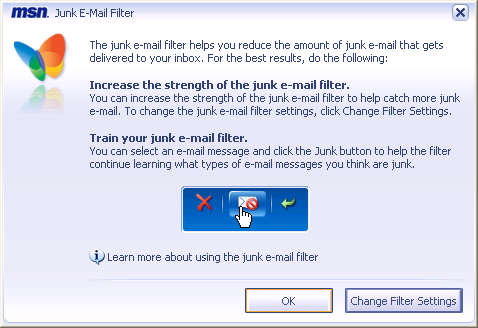 msn Junk E-Mail Filter
The junk e-mail filter helps you reduce the amount of junk e-mail that gets
delivered to your inbox. For the best results, do the following:
Increase the strength of the junk e-mail filter.
You can increase the strength of the junk e-mail filter to help catch more junk
e-mail. To change the junk e-mail filter settings, click Change Filter Settings.
Train your junk e-mail filter.
You can select an e-mail message and click the Junk button to help the filter
continue learning what types of e-mail messages you think are junk.
Learn more about using the junk e-mail filter
OK
Change Filter Settings